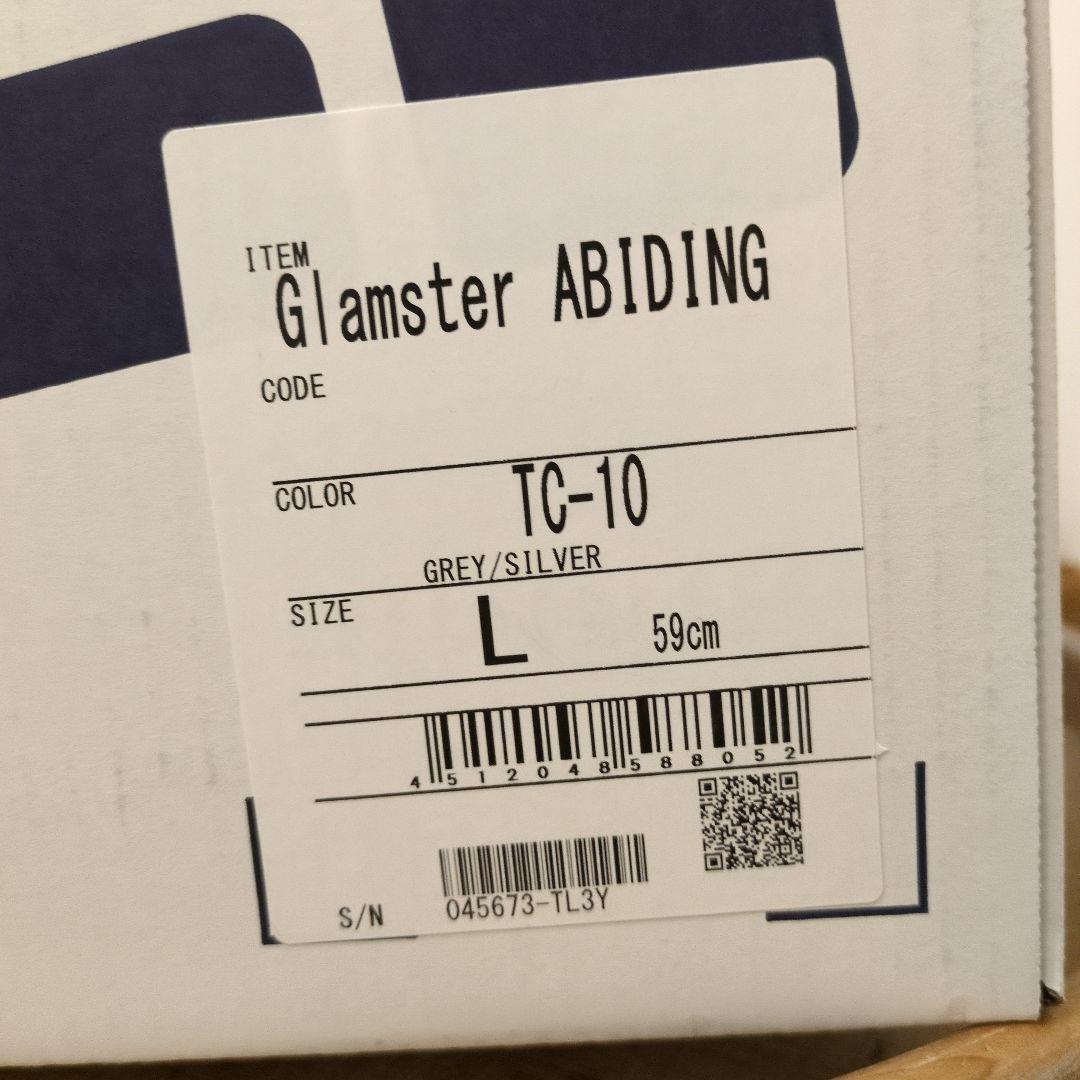 ITEM
Glamster ABIDING
CODE
COLOR
TC-10
GREY/SILVER
SIZE
L 59cm
4512048588052
S/N 045673-TL3Y